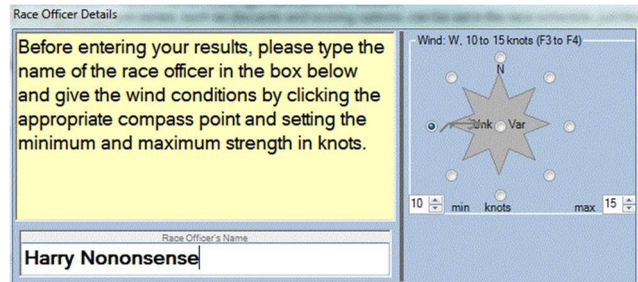 Race Officer Details
Before entering your results, please type the
name of the race officer in the box below
and give the wind conditions by clicking the
appropriate compass point and setting the
minimum and maximum strength in knots.
Race Officer's Name
Harry Nononsense
Wind: W, 10 to 15 knots (F3 to F4)
N
Unk Var
10 min knots max 15